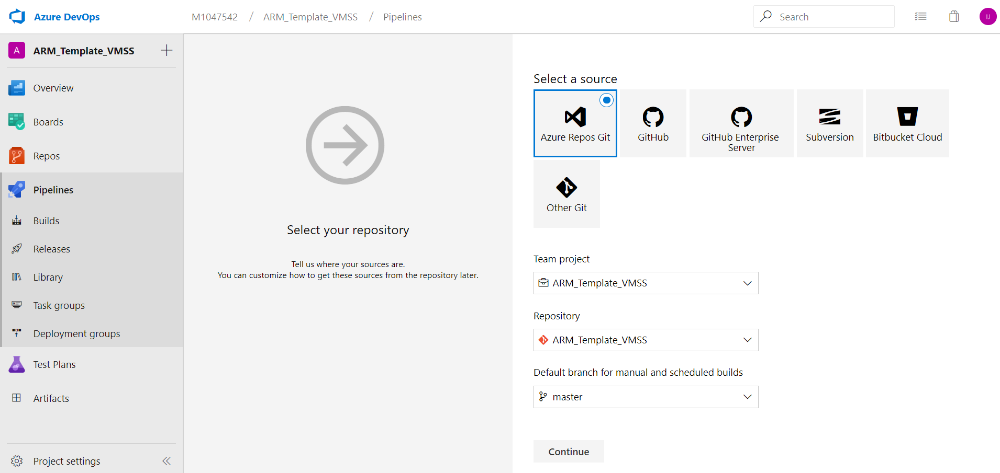 Azure DevOps
M1047542 / ARM_Template_VMSS / Pipelines
Search
IJ
A
ARM_Template_VMSS
Overview
Boards
Repos
Pipelines
Builds
Releases
Library
Task groups
Deployment groups
Test Plans
Artifacts
Project settings
Select your repository
Tell us where your sources are.
You can customize how to get these sources from the repository later.
Select a source
Azure Repos Git
GitHub
GitHub Enterprise
Server
Subversion
Bitbucket Cloud
Other Git
Team project
ARM_Template_VMSS
Repository
ARM_Template_VMSS
Default branch for manual and scheduled builds
master
Continue